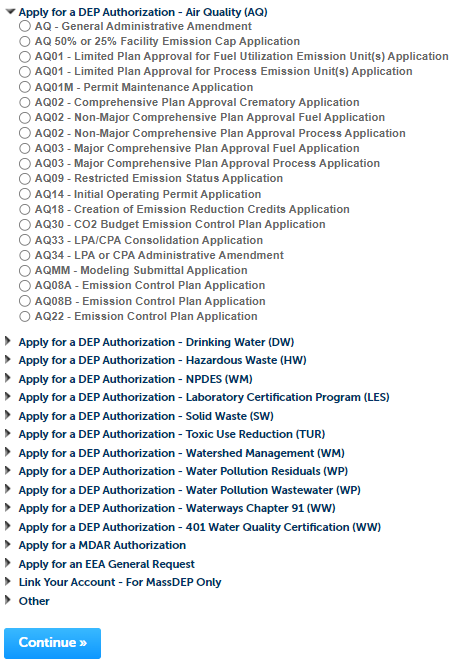 Apply for a DEP Authorization - Air Quality (AQ)
AQ - General Administrative Amendment
AQ 50% or 25% Facility Emission Cap Application
AQ01 - Limited Plan Approval for Fuel Utilization Emission Unit(s) Application
AQ01 - Limited Plan Approval for Process Emission Unit(s) Application
AQ01M - Permit Maintenance Application
AQ02 - Comprehensive Plan Approval Crematory Application
AQ02 - Non-Major Comprehensive Plan Approval Fuel Application
AQ02 - Non-Major Comprehensive Plan Approval Process Application
AQ03 - Major Comprehensive Plan Approval Fuel Application
AQ03 - Major Comprehensive Plan Approval Process Application
AQ09 - Restricted Emission Status Application
AQ14 - Initial Operating Permit Application
AQ18 - Creation of Emission Reduction Credits Application
AQ30 - CO2 Budget Emission Control Plan Application
AQ33 - LPA/CPA Consolidation Application
AQ34 - LPA or CPA Administrative Amendment
AQMM - Modeling Submittal Application
AQ08A - Emission Control Plan Application
AQ08B - Emission Control Plan Application
AQ22 - Emission Control Plan Application
Apply for a DEP Authorization - Drinking Water (DW)
Apply for a DEP Authorization - Hazardous Waste (HW)
Apply for a DEP Authorization - NPDES (WM)
Apply for a DEP Authorization - Laboratory Certification Program (LES)
Apply for a DEP Authorization - Solid Waste (SW)
Apply for a DEP Authorization - Toxic Use Reduction (TUR)
Apply for a DEP Authorization - Watershed Management (WM)
Apply for a DEP Authorization - Water Pollution Residuals (WP)
Apply for a DEP Authorization - Water Pollution Wastewater (WP)
Apply for a DEP Authorization - Waterways Chapter 91 (WW)
Apply for a DEP Authorization - 401 Water Quality Certification (WW)
Apply for a MDAR Authorization
Apply for an EEA General Request
Link Your Account - For MassDEP Only
Other
Continue »